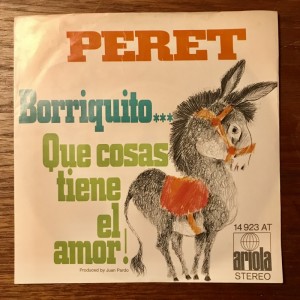 PERET
Borriquito...
Que cosas
tiene
el
amor!
Produced by Juan Pardo
14 923 AT
ariola
STEREO